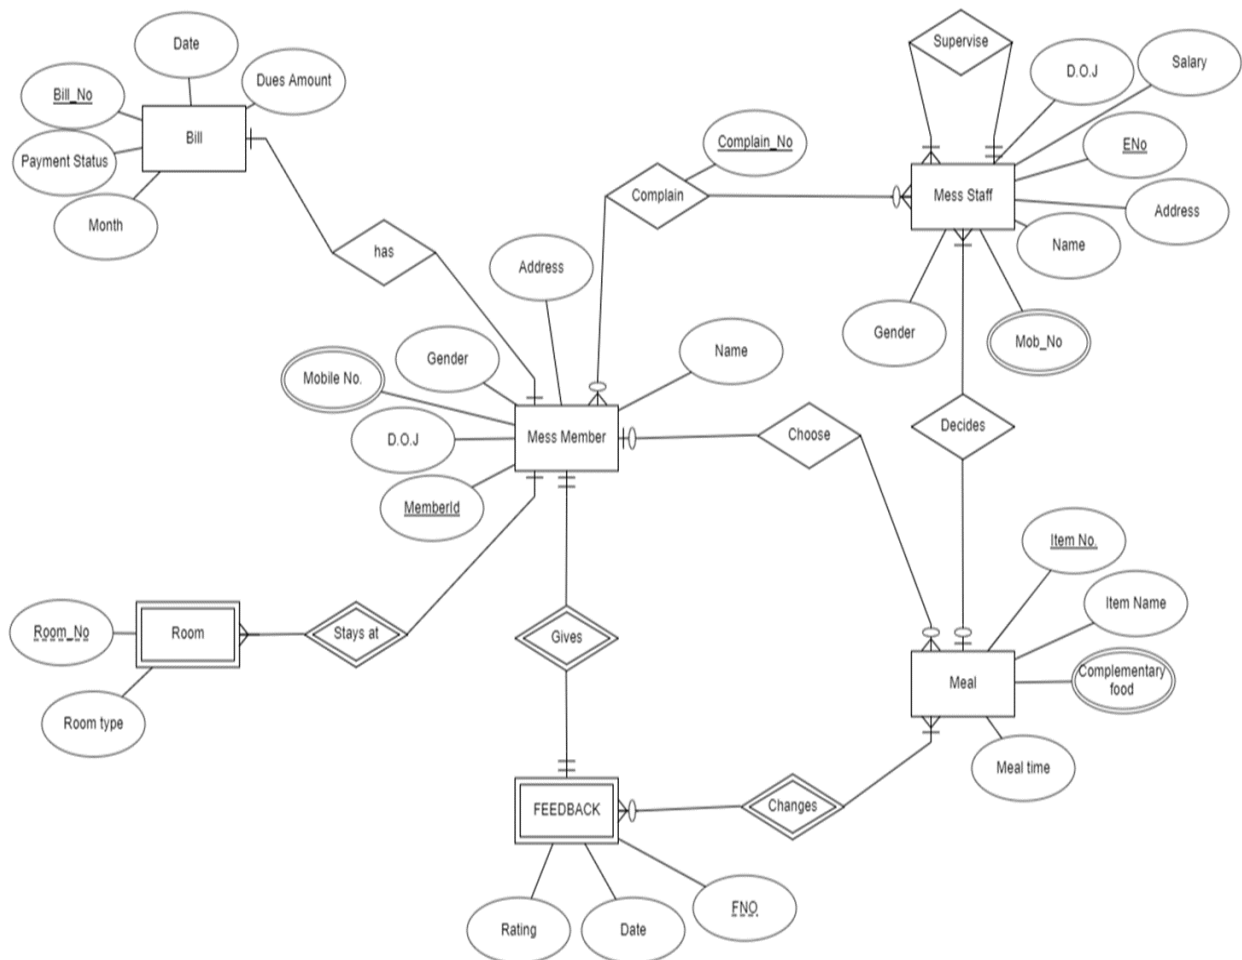 Date
Supervise
Dues Amount
D.O.J
Salary
Bill_No
Bill
Payment Status
Complain_No
ENo
Month
Complain
Mess Staff
Address
Name
has
Address
Gender
Mob_No
Gender
Name
Mobile No.
D.O.J
Mess Member
Choose
Decides
MemberId
Item No.
Room_No
Room
Stays at
Gives
Item Name
Meal
Complementary
food
Room type
Meal time
FEEDBACK
Changes
Rating
Date
FNO